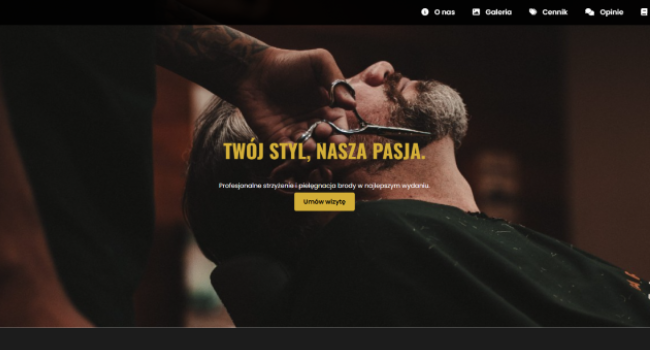 O nas Galeria Cennik Opinie
TWÓJ STYL, NASZA PASJA.
Profesjonalne strzyżenie i pielęgnacja brody w najlepszym wydaniu.
Umów wizytę